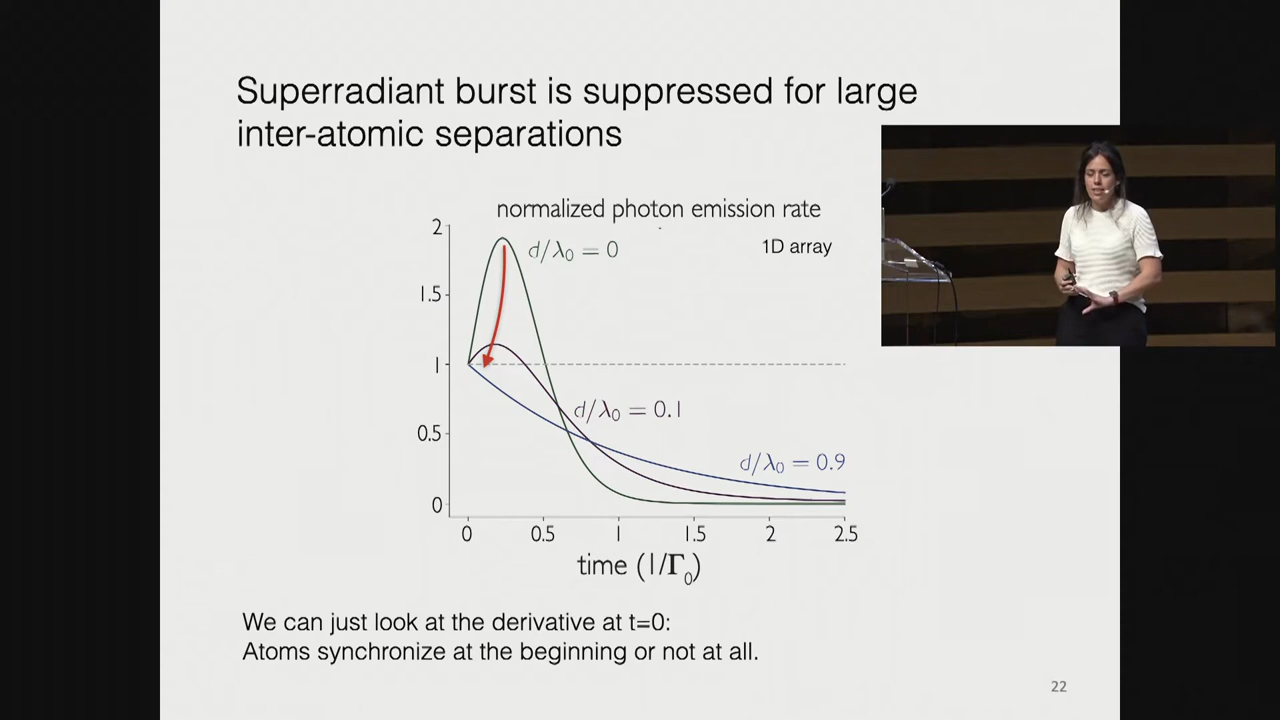 Superradiant burst is suppressed for large
inter-atomic separations
normalized photon emission rate
2
d/λ₀ = 0
1D array
1.5
1
d/λ₀ = 0.1
0.5
d/λ₀ = 0.9
0
0 0.5 1 1.5 2 2.5
time (1/Γ₀)
We can just look at the derivative at t=0:
Atoms synchronize at the beginning or not at all.
22